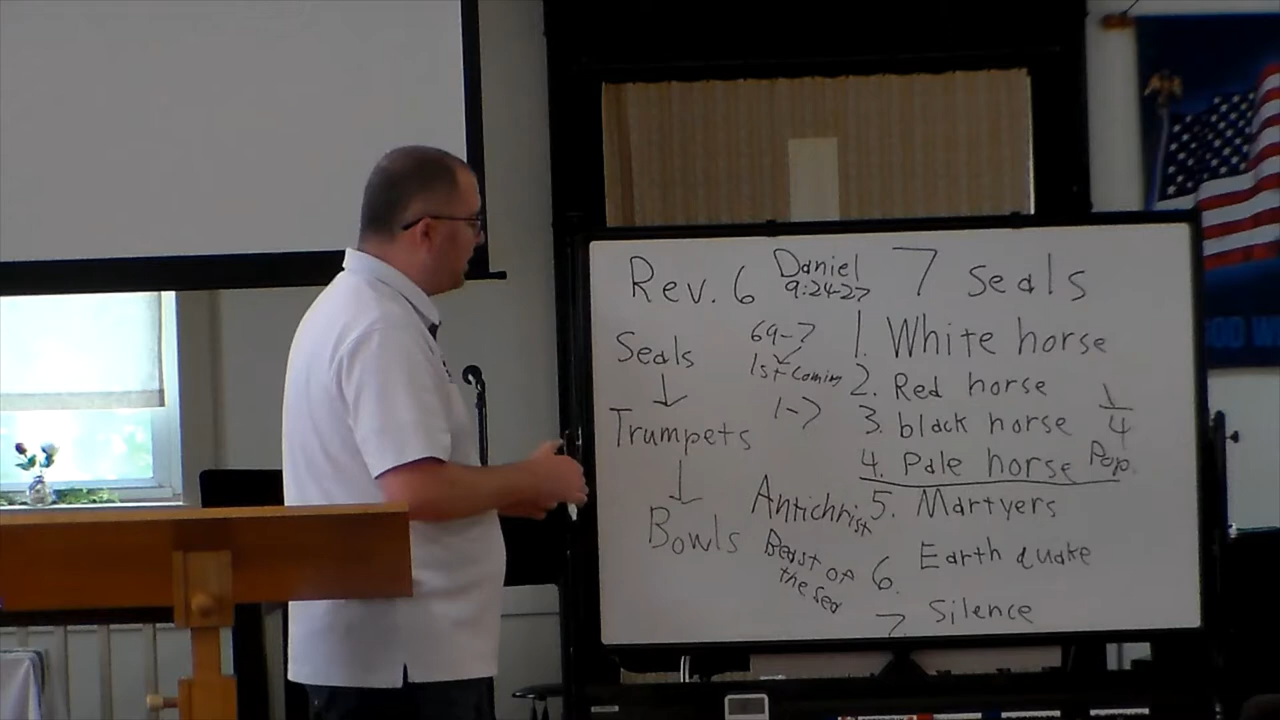 Rev. 6
Daniel
9:24-27
7 Seals
Seals
Trumpets
Bowls
69-7
1st coming
1-7
Antichrist
Beast of
the Sea
1. White horse
2. Red horse
3. black horse
4. Pale horse
1/4
Pop.
5. Martyers
6. Earth quake
7. Silence